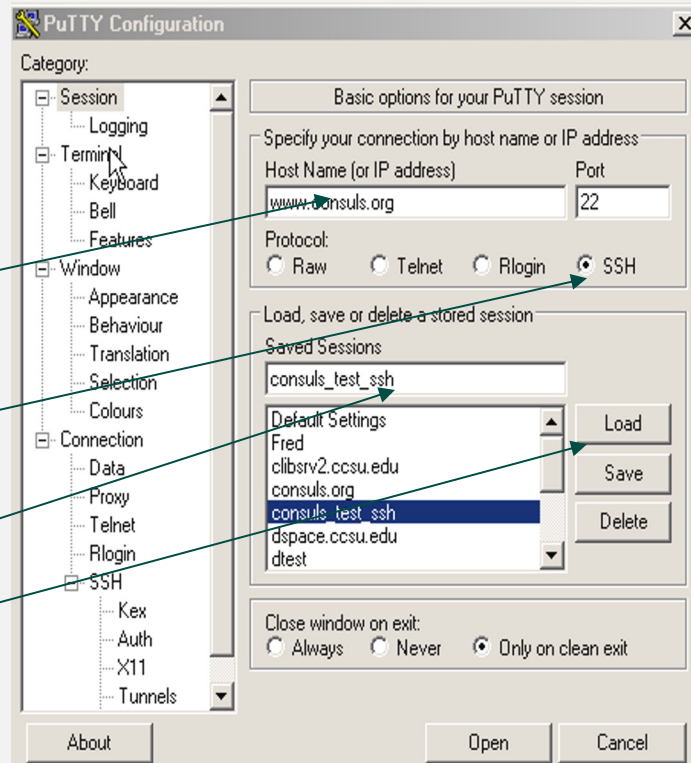 PuTTY Configuration
Category:
Session
Logging
Terminal
Keyboard
Bell
Features
Window
Appearance
Behaviour
Translation
Selection
Colours
Connection
Data
Proxy
Telnet
Rlogin
SSH
Kex
Auth
X11
Tunnels
Basic options for your PuTTY session
Specify your connection by host name or IP address
Host Name (or IP address) Port
www.consuls.org 22
Protocol:
Raw Telnet Rlogin SSH
Load, save or delete a stored session
Saved Sessions
consuls_test_ssh
Default Settings
Fred
clibsrv2.ccsu.edu
consuls.org
consuls_test_ssh
dspace.ccsu.edu
dtest
Load
Save
Delete
Close window on exit:
Always Never Only on clean exit
About Open Cancel